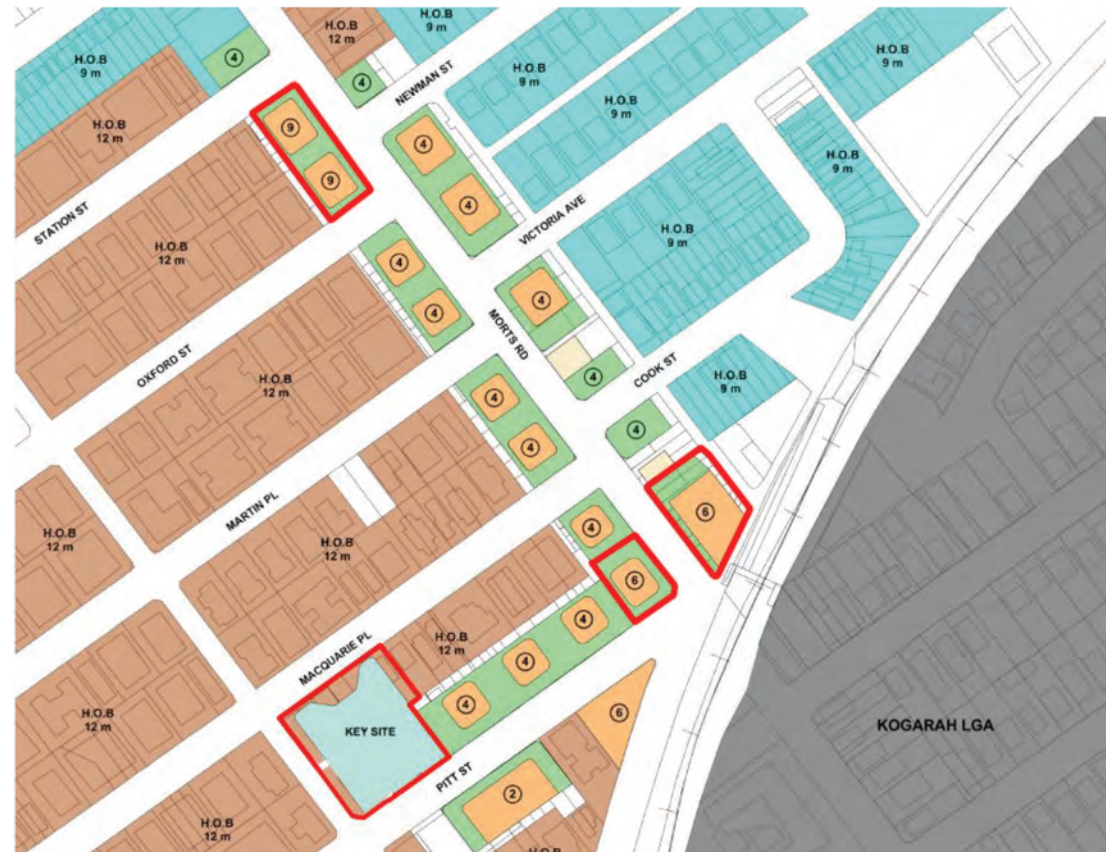 H.O.B
12 m
H.O.B
9 m
H.O.B
9 m
4
4
NEWMAN ST
H.O.B
9 m
H.O.B
9 m
H.O.B
9 m
H.O.B
12 m
9
9
4
4
H.O.B
9 m
STATION ST
H.O.B
12 m
VICTORIA AVE
H.O.B
9 m
4
4
4
MORTS RD
OXFORD ST
H.O.B
12 m
COOK ST
4
H.O.B
9 m
4
4
4
6
MARTIN PL
H.O.B
12 m
H.O.B
12 m
4
6
4
4
4
MACQUARIE PL
H.O.B
12 m
H.O.B
12 m
KEY SITE
6
KOGARAH LGA
PITT ST
2
H.O.B
12 m
H.O.B